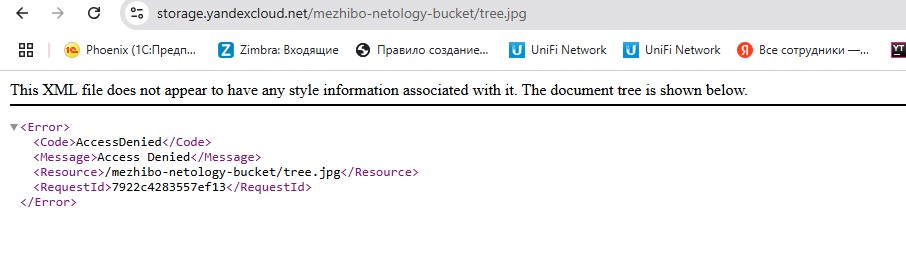 storage.yandexcloud.net/mezhibo-netology-bucket/tree.jpg
Phoenix (1С:Предп... Zimbra: Входящие Правило создание... UniFi Network UniFi Network Все сотрудники —... YT
This XML file does not appear to have any style information associated with it. The document tree is shown below.
<Error>
<Code>AccessDenied</Code>
<Message>Access Denied</Message>
<Resource>/mezhibo-netology-bucket/tree.jpg</Resource>
<RequestId>7922c4283557ef13</RequestId>
</Error>